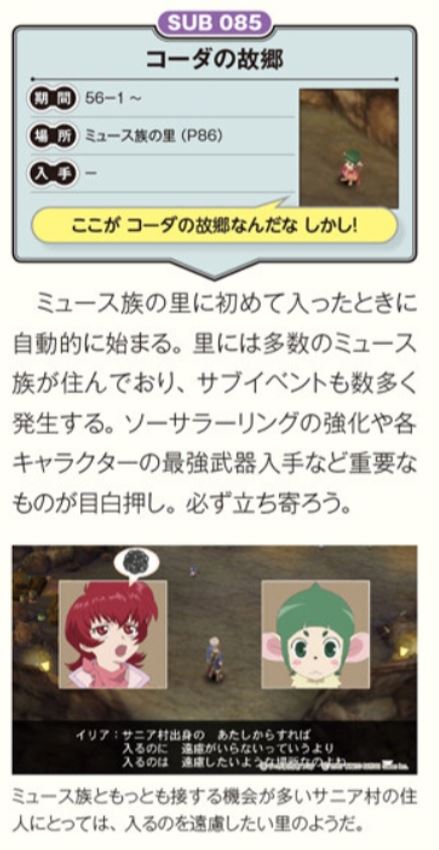 SUB 085
コーダの故郷
期間 56−1 ~
場所 ミュース族の里 (P86)
入手 −
ここが コーダの故郷なんだな しかし!
ミュース族の里に初めて入ったときに
自動的に始まる。里には多数のミュース
族が住んでおり、サブイベントも数多く
発生する。ソーサラーリングの強化や各
キャラクターの最強武器入手など重要な
ものが目白押し。必ず立ち寄ろう。
イリア:サニア村出身の あたしからすれば
入るのに 遠慮がいらないっていうより
入るのは 遠慮したいような場所なのよね
ミュース族ともっとも接する機会が多いサニア村の住
人にとっては、入るのを遠慮したい里のようだ。